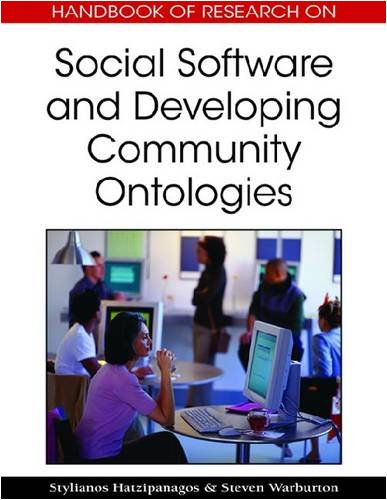 HANDBOOK OF RESEARCH ON
Social Software
and Developing
Community
Ontologies
Stylianos Hatzipanagos & Steven Warburton